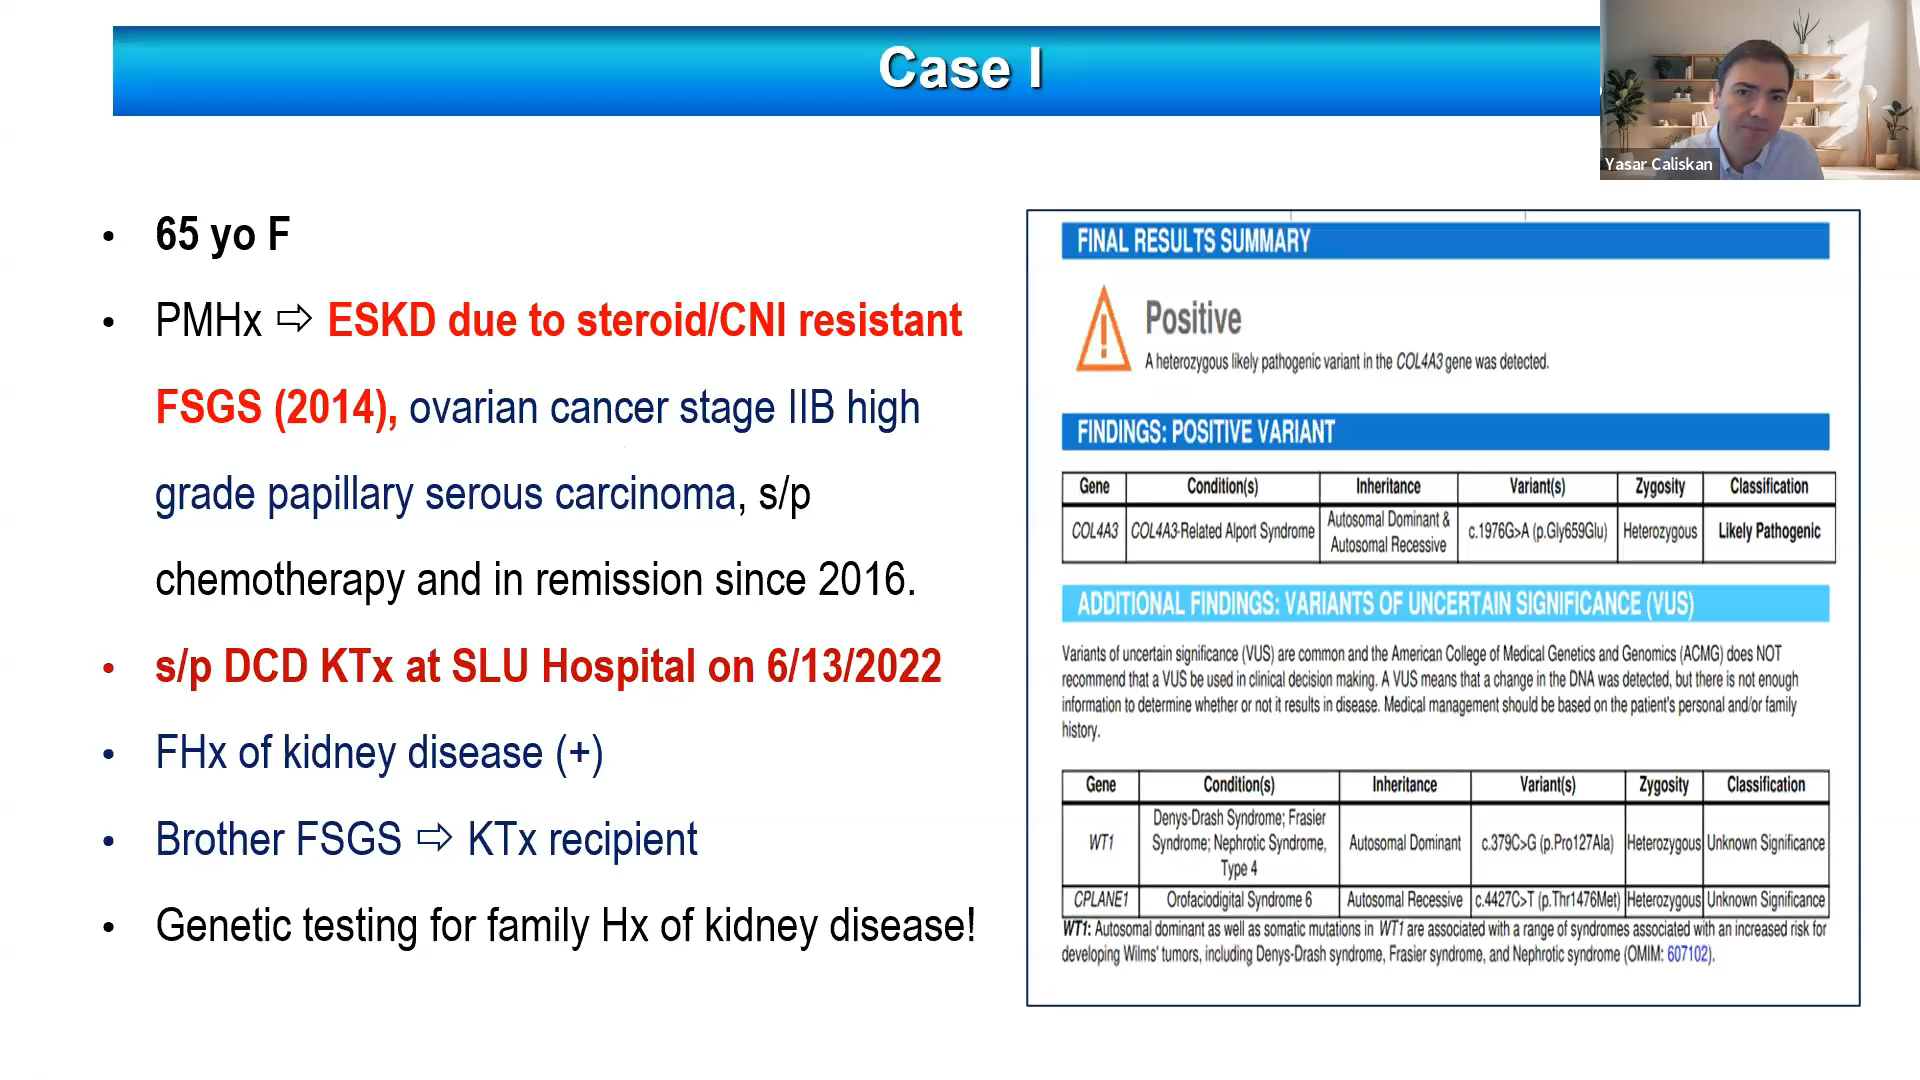 Case I
Yasar Caliskan
• 65 yo F
• PMHx ⇨ ESKD due to steroid/CNI resistant
FSGS (2014), ovarian cancer stage IIB high
grade papillary serous carcinoma, s/p
chemotherapy and in remission since 2016.
• s/p DCD KTx at SLU Hospital on 6/13/2022
• FHx of kidney disease (+)
• Brother FSGS ⇨ KTx recipient
• Genetic testing for family Hx of kidney disease!
FINAL RESULTS SUMMARY
Positive
A heterozygous likely pathogenic variant in the COL4A3 gene was detected.
FINDINGS: POSITIVE VARIANT
Gene Condition(s) Inheritance Variant(s) Zygosity Classification
COL4A3 COL4A3-Related Alport Syndrome Autosomal Dominant & Autosomal Recessive c.1976G>A (p.Gly659Glu) Heterozygous Likely Pathogenic
ADDITIONAL FINDINGS: VARIANTS OF UNCERTAIN SIGNIFICANCE (VUS)
Variants of uncertain significance (VUS) are common and the American College of Medical Genetics and Genomics (ACMG) does NOT
recommend that a VUS be used in clinical decision making. A VUS means that a change in the DNA was detected, but there is not enough
information to determine whether or not it results in disease. Medical management should be based on the patient's personal and/or family
history.
Gene Condition(s) Inheritance Variant(s) Zygosity Classification
WT1 Denys-Drash Syndrome; Frasier Syndrome; Nephrotic Syndrome, Type 4 Autosomal Dominant c.379C>G (p.Pro127Ala) Heterozygous Unknown Significance
CPLANE1 Orofaciodigital Syndrome 6 Autosomal Recessive c.4427C>T (p.Thr1476Met) Heterozygous Unknown Significance
WT1: Autosomal dominant as well as somatic mutations in WT1 are associated with a range of syndromes associated with an increased risk for
developing Wilms' tumors, including Denys-Drash syndrome, Frasier syndrome, and Nephrotic syndrome (OMIM: 607102).